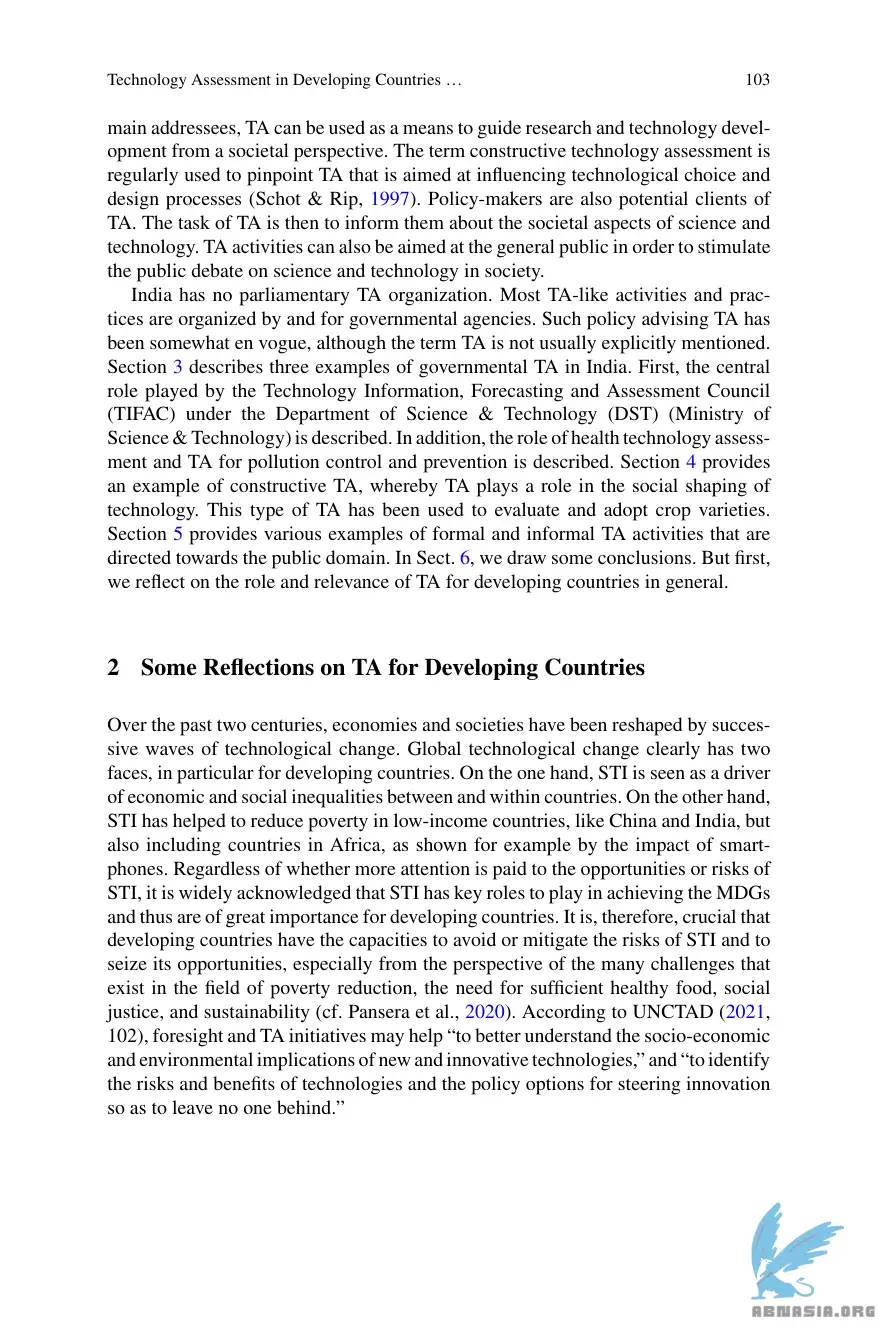 Technology Assessment in Developing Countries … 103
main addressees, TA can be used as a means to guide research and technology devel-
opment from a societal perspective. The term constructive technology assessment is
regularly used to pinpoint TA that is aimed at influencing technological choice and
design processes (Schot & Rip, 1997). Policy-makers are also potential clients of
TA. The task of TA is then to inform them about the societal aspects of science and
technology. TA activities can also be aimed at the general public in order to stimulate
the public debate on science and technology in society.
India has no parliamentary TA organization. Most TA-like activities and prac-
tices are organized by and for governmental agencies. Such policy advising TA has
been somewhat en vogue, although the term TA is not usually explicitly mentioned.
Section 3 describes three examples of governmental TA in India. First, the central
role played by the Technology Information, Forecasting and Assessment Council
(TIFAC) under the Department of Science & Technology (DST) (Ministry of
Science & Technology) is described. In addition, the role of health technology assess-
ment and TA for pollution control and prevention is described. Section 4 provides
an example of constructive TA, whereby TA plays a role in the social shaping of
technology. This type of TA has been used to evaluate and adopt crop varieties.
Section 5 provides various examples of formal and informal TA activities that are
directed towards the public domain. In Sect. 6, we draw some conclusions. But first,
we reflect on the role and relevance of TA for developing countries in general.
2 Some Reflections on TA for Developing Countries
Over the past two centuries, economies and societies have been reshaped by succes-
sive waves of technological change. Global technological change clearly has two
faces, in particular for developing countries. On the one hand, STI is seen as a driver
of economic and social inequalities between and within countries. On the other hand,
STI has helped to reduce poverty in low-income countries, like China and India, but
also including countries in Africa, as shown for example by the impact of smart-
phones. Regardless of whether more attention is paid to the opportunities or risks of
STI, it is widely acknowledged that STI has key roles to play in achieving the MDGs
and thus are of great importance for developing countries. It is, therefore, crucial that
developing countries have the capacities to avoid or mitigate the risks of STI and to
seize its opportunities, especially from the perspective of the many challenges that
exist in the field of poverty reduction, the need for sufficient healthy food, social
justice, and sustainability (cf. Pansera et al., 2020). According to UNCTAD (2021,
102), foresight and TA initiatives may help “to better understand the socio-economic
and environmental implications of new and innovative technologies,” and “to identify
the risks and benefits of technologies and the policy options for steering innovation
so as to leave no one behind.”
ABNASIA.ORG